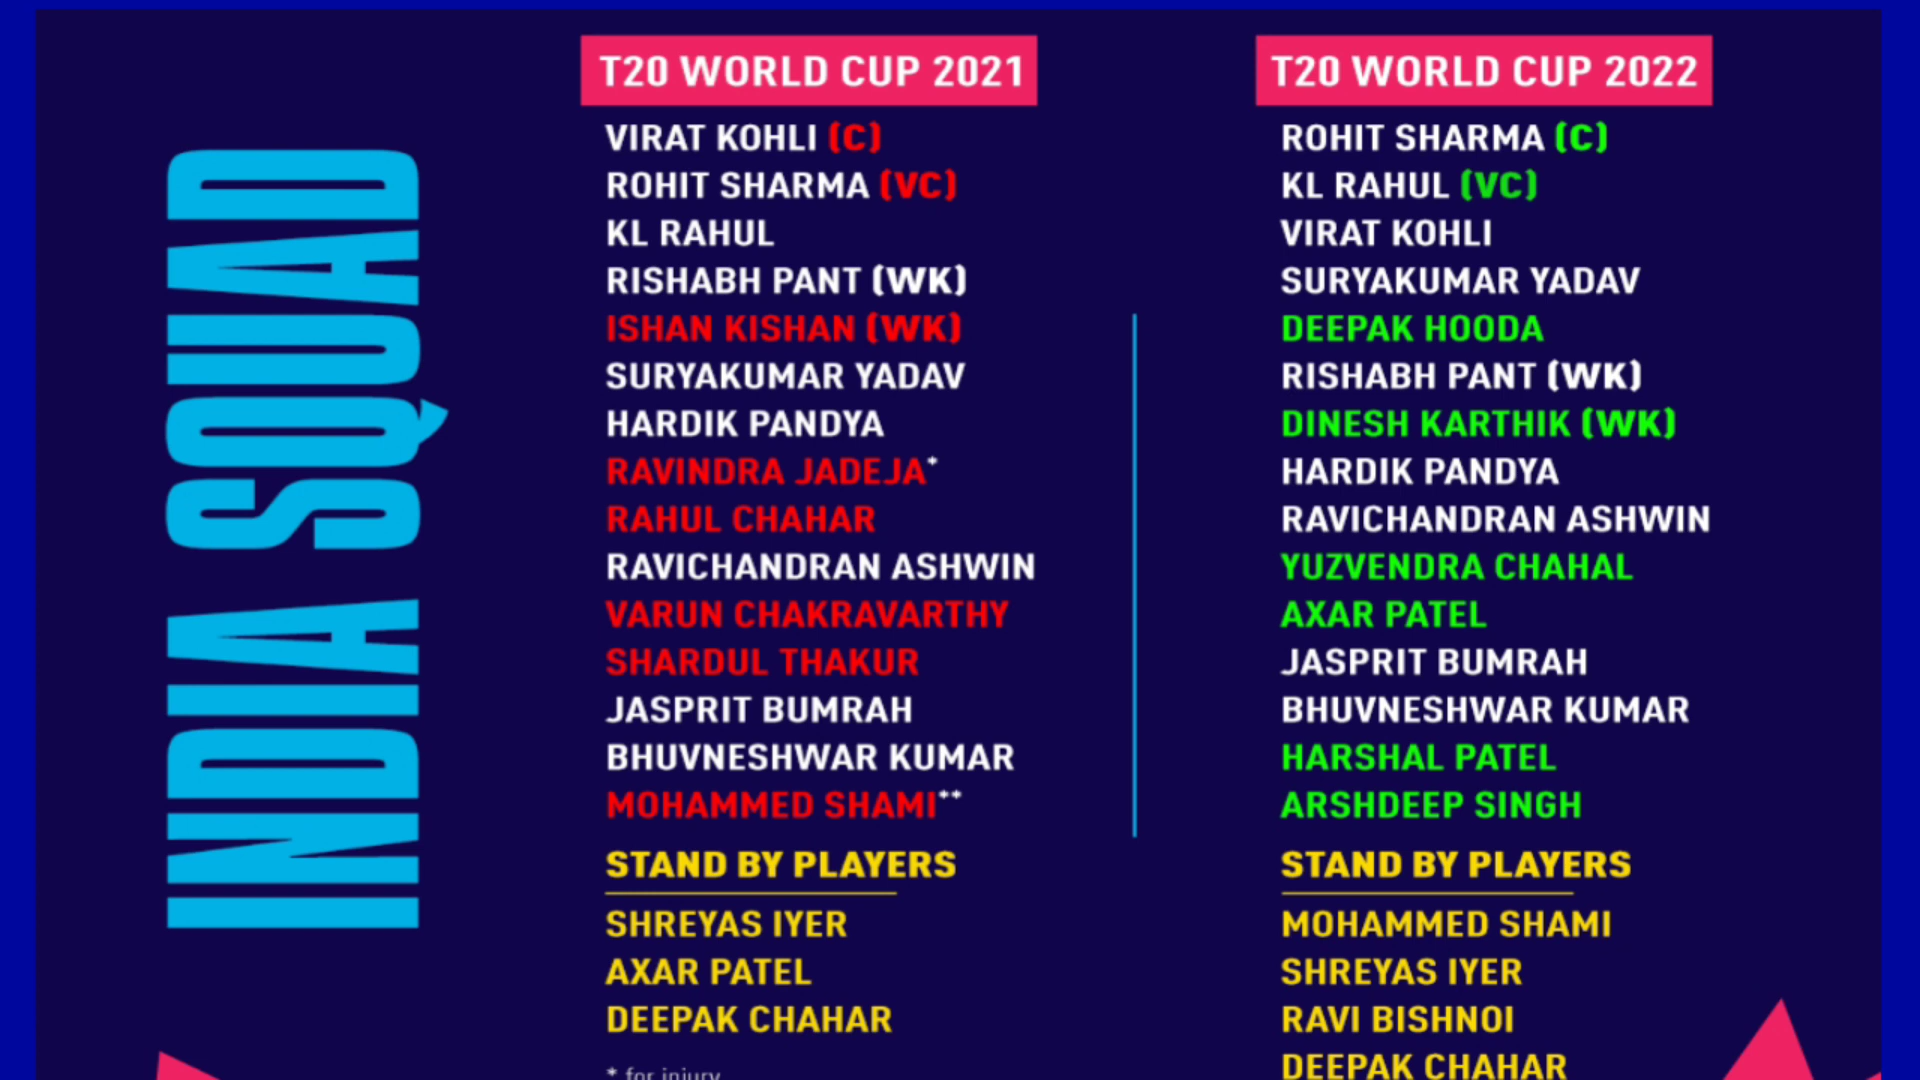 INDIA SQUAD
T20 WORLD CUP 2021
VIRAT KOHLI (C)
ROHIT SHARMA (VC)
KL RAHUL
RISHABH PANT (WK)
ISHAN KISHAN (WK)
SURYAKUMAR YADAV
HARDIK PANDYA
RAVINDRA JADEJA*
RAHUL CHAHAR
RAVICHANDRAN ASHWIN
VARUN CHAKRAVARTHY
SHARDUL THAKUR
JASPRIT BUMRAH
BHUVNESHWAR KUMAR
MOHAMMED SHAMI**
STAND BY PLAYERS
SHREYAS IYER
AXAR PATEL
DEEPAK CHAHAR
* for injury
T20 WORLD CUP 2022
ROHIT SHARMA (C)
KL RAHUL (VC)
VIRAT KOHLI
SURYAKUMAR YADAV
DEEPAK HOODA
RISHABH PANT (WK)
DINESH KARTHIK (WK)
HARDIK PANDYA
RAVICHANDRAN ASHWIN
YUZVENDRA CHAHAL
AXAR PATEL
JASPRIT BUMRAH
BHUVNESHWAR KUMAR
HARSHAL PATEL
ARSHDEEP SINGH
STAND BY PLAYERS
MOHAMMED SHAMI
SHREYAS IYER
RAVI BISHNOI
DEEPAK CHAHAR